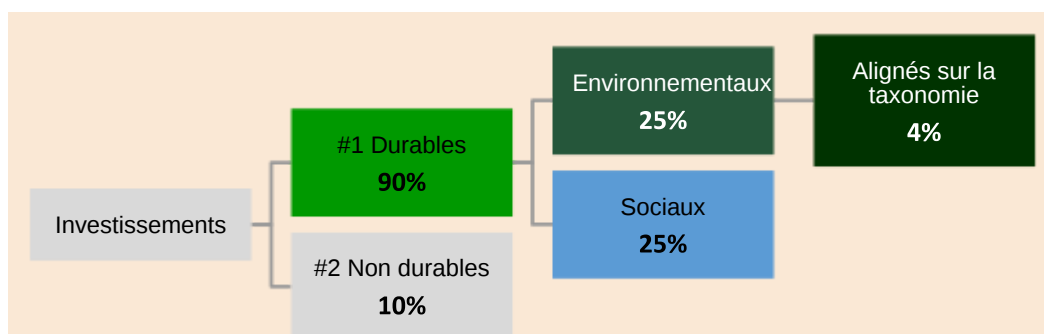 Investissements
#1 Durables
90%
#2 Non durables
10%
Environnementaux
25%
Sociaux
25%
Alignés sur la
taxonomie
4%